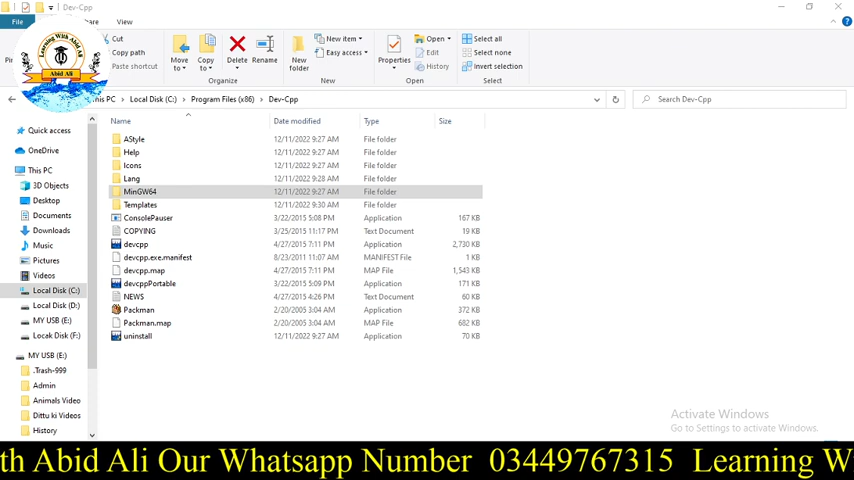 Dev-Cpp
File
Share
View
Learning With Abid Ali
Abid Ali
Cut
Copy path
Paste shortcut
Move to
Copy to
Delete
Rename
Organize
New folder
New item
Easy access
New
Properties
Open
Edit
History
Open
Select all
Select none
Invert selection
Select
This PC > Local Disk (C:) > Program Files (x86) > Dev-Cpp
Search Dev-Cpp
Quick access
OneDrive
This PC
3D Objects
Desktop
Documents
Downloads
Music
Pictures
Videos
Local Disk (C:)
Local Disk (D:)
MY USB (E:)
Locak Disk (F:)
MY USB (E:)
.Trash-999
Admin
Animals Video
Dittu ki Videos
History
Name Date modified Type Size
AStyle 12/11/2022 9:27 AM File folder
Help 12/11/2022 9:27 AM File folder
Icons 12/11/2022 9:27 AM File folder
Lang 12/11/2022 9:28 AM File folder
MinGW64 12/11/2022 9:27 AM File folder
Templates 12/11/2022 9:30 AM File folder
ConsolePauser 3/22/2015 5:08 PM Application 167 KB
COPYING 3/25/2015 11:17 PM Text Document 19 KB
devcpp 4/27/2015 7:11 PM Application 2,730 KB
devcpp.exe.manifest 8/23/2011 11:07 AM MANIFEST File 1 KB
devcpp.map 4/27/2015 7:11 PM MAP File 1,543 KB
devcppPortable 3/22/2015 5:09 PM Application 171 KB
NEWS 4/27/2015 4:26 PM Text Document 60 KB
Packman 2/20/2005 3:04 AM Application 372 KB
Packman.map 2/20/2005 3:04 AM MAP File 682 KB
uninstall 12/11/2022 9:27 AM Application 70 KB
Activate Windows
Go to Settings to activate Windows.
th Abid Ali Our Whatsapp Number 03449767315 Learning W